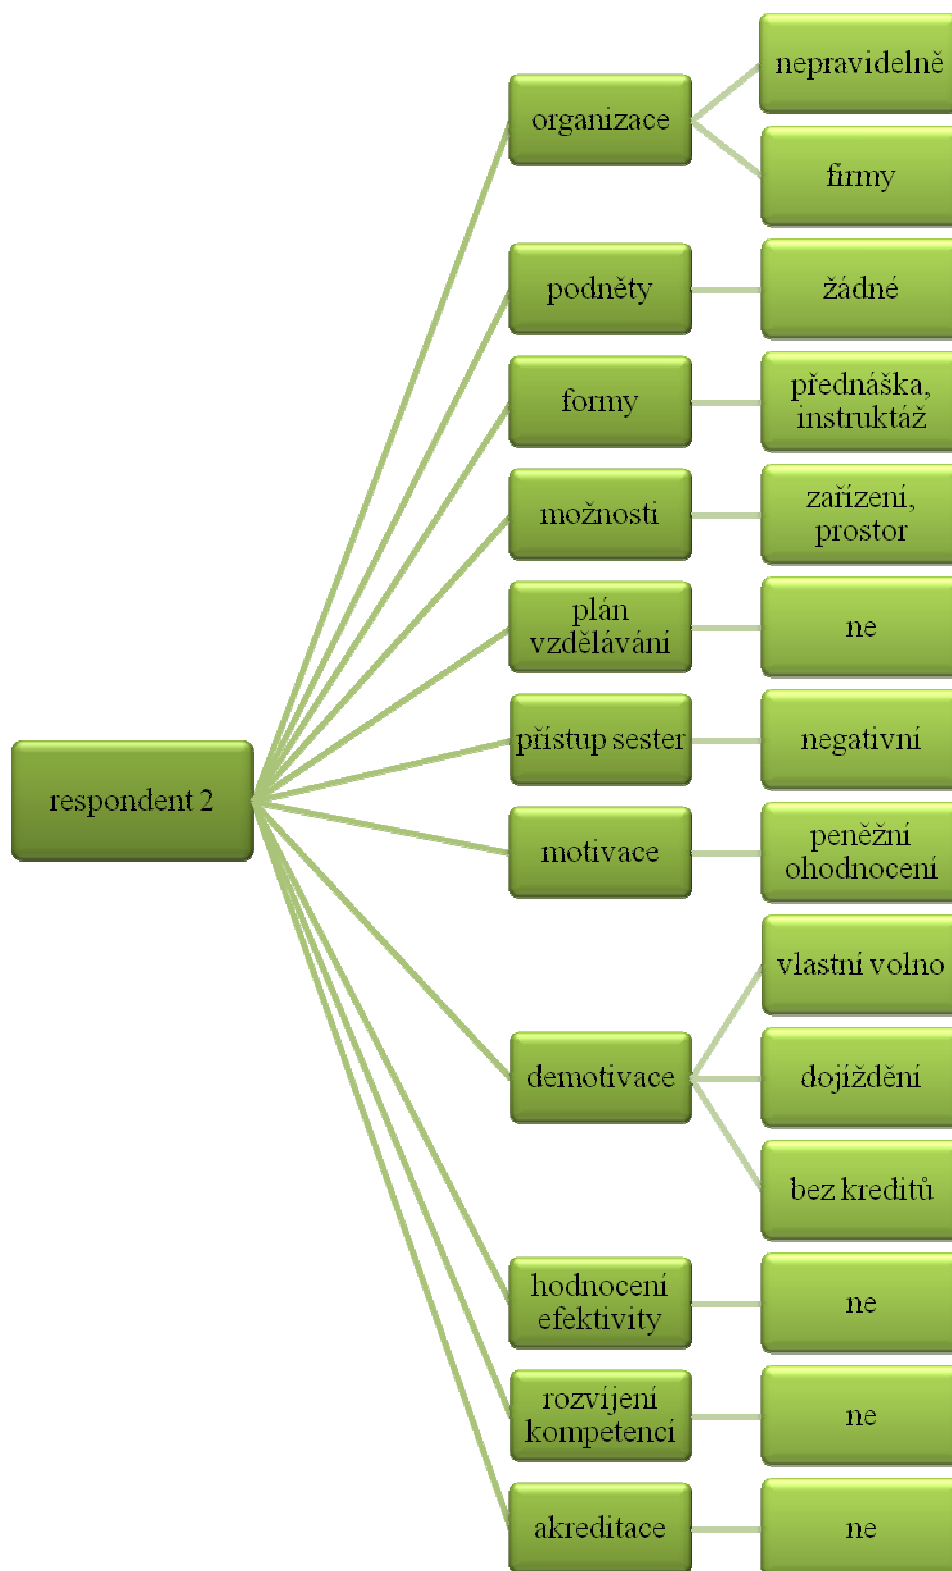 respondent 2
organizace
nepravidelně
firmy
podněty
žádné
formy
přednáška,
instruktáž
možnosti
zařízení,
prostor
plán
vzdělávání
ne
přístup sester
negativní
motivace
peněžní
ohodnocení
demotivace
vlastní volno
dojíždění
bez kreditů
hodnocení
efektivity
ne
rozvíjení
kompetencí
ne
akreditace
ne